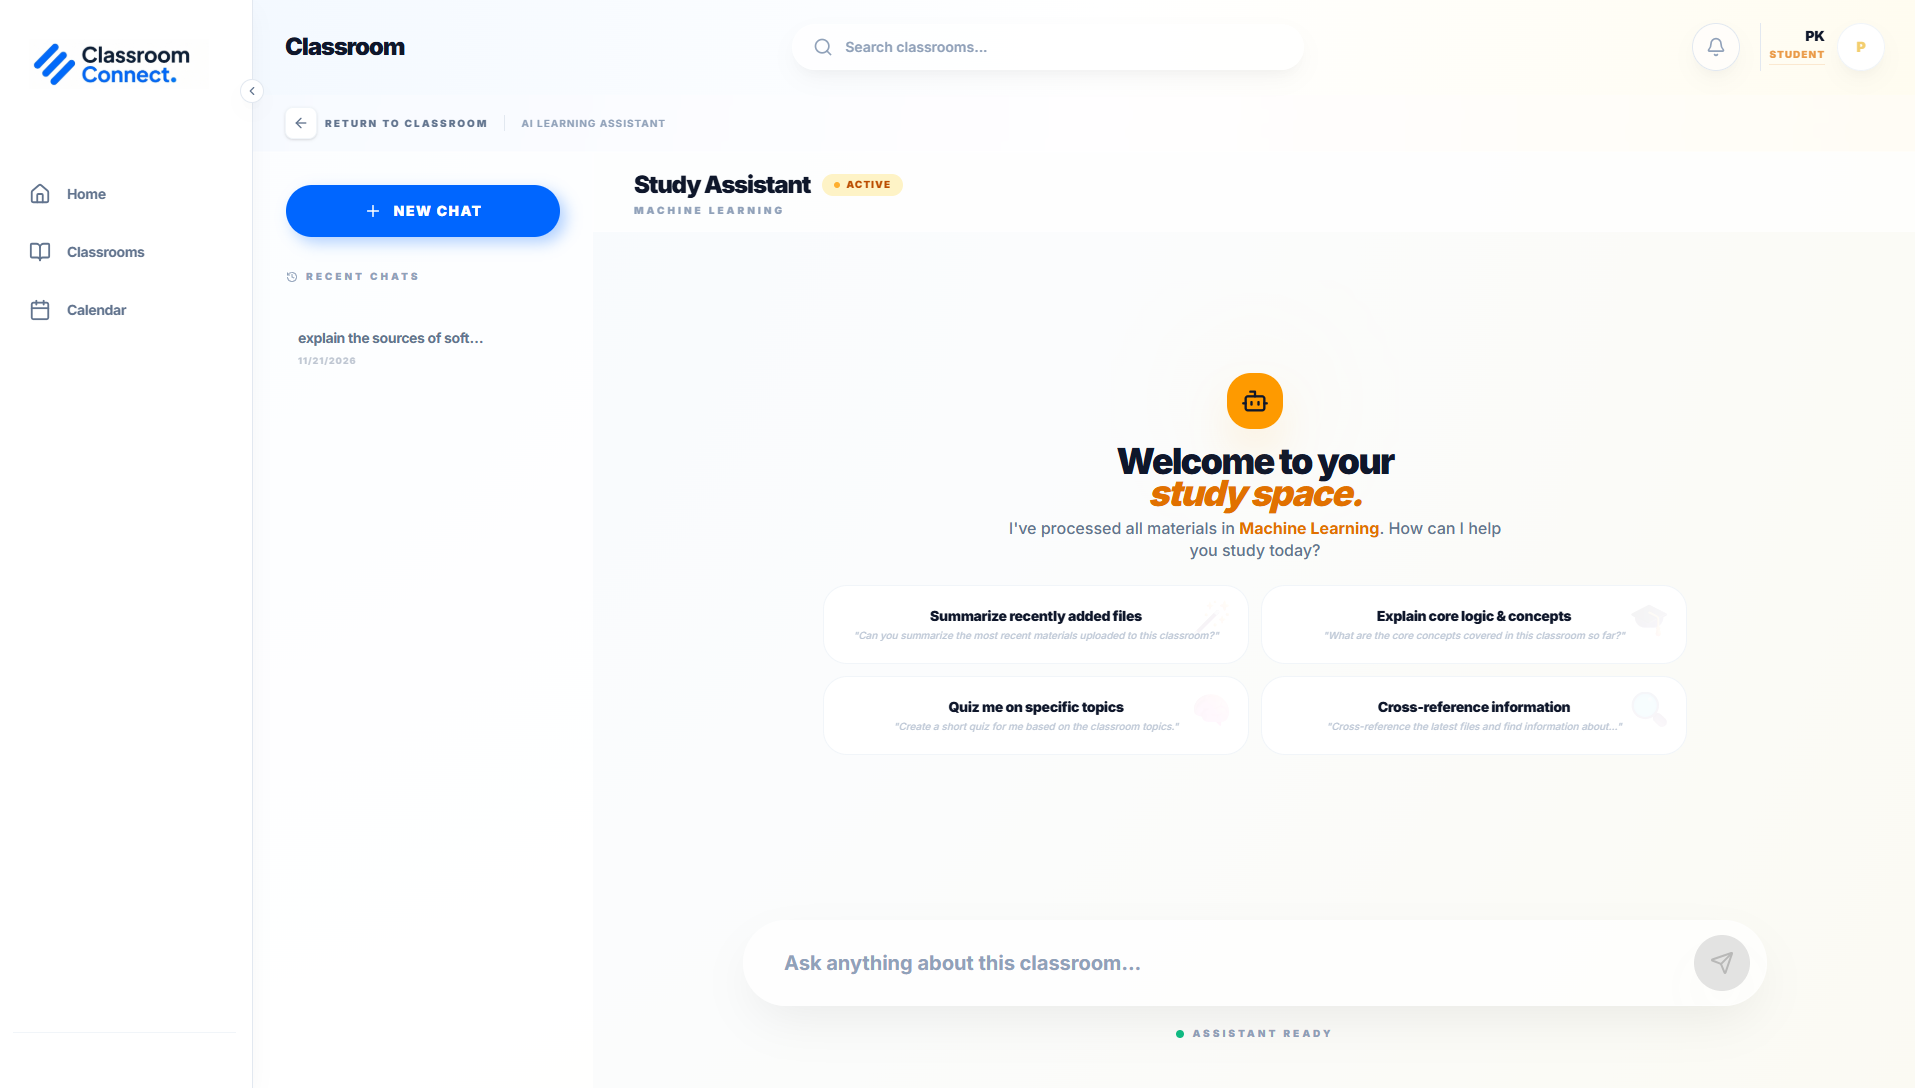 Classroom
Connect.
Home
Classrooms
Calendar
Classroom
Search classrooms...
PK
STUDENT
P
RETURN TO CLASSROOM
AI LEARNING ASSISTANT
NEW CHAT
RECENT CHATS
explain the sources of soft...
11/21/2026
Study Assistant
ACTIVE
MACHINE LEARNING
Welcome to your
study space.
I've processed all materials in Machine Learning. How can I help
you study today?
Summarize recently added files
"Can you summarize the most recent materials uploaded to this classroom?"
Explain core logic & concepts
"What are the core concepts covered in this classroom so far?"
Quiz me on specific topics
"Create a short quiz for me based on the classroom topics."
Cross-reference information
"Cross-reference the latest files and find information about..."
Ask anything about this classroom...
ASSISTANT READY